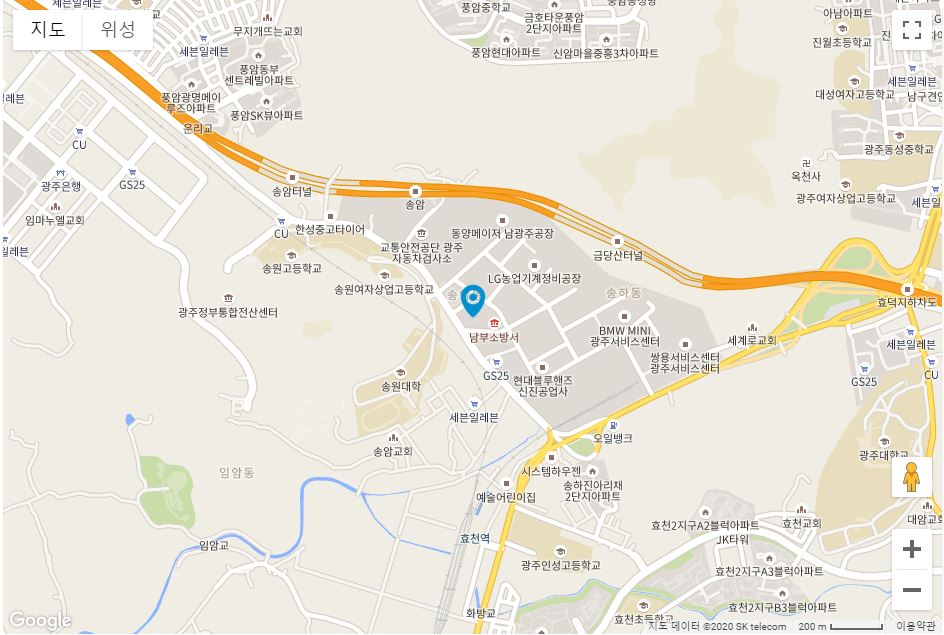 세븐일레븐
풍암중학교
금호타운풍암
2단지아파트
지도
위성
무지개뜨는교회
풍암현대아파트
신암마을중흥3차아파트
아남아파트
진월초등학교
세븐일레븐
풍암동부
센트레빌아파트
세븐일레븐
대성여자고등학교
남구견인
일레븐
풍암광명메이
루즈아파트
풍암SK뷰아파트
운리교
CU
광주동성중학교
옥천사
광주은행
GS25
송암터널
송암
광주여자상업고등학교
세븐일레
임마누엘교회
CU
한성중고타이어
동양메이져 남광주공장
금당산터널
일레븐
교통안전공단 광주
자동차검사소
송원고등학교
LG농업기계정비공장
송원여자상업고등학교
송
송하동
효덕지하차도
광주정부통합전산센터
남부소방서
BMW MINI
광주서비스센터
세계로교회
세븐일레븐
쌍용서비스센터
광주서비스센터
GS25
CU
송원대학
현대블루핸즈
신진공업사
GS25
세븐일레븐
오일뱅크
송암교회
광주대학교
임암동
시스템하우젠
송하진아리채
2단지아파트
예술어린이집
효천2지구A2블럭아파트
JK타워
효천교회
대암교회
임암교
효천역
광주인성고등학교
효천2지구A3블럭아파트
효천2지구B3블럭아파트
화방교
효천초등학교
Google
지도 데이터 ©2020 SK telecom
200 m
이용약관